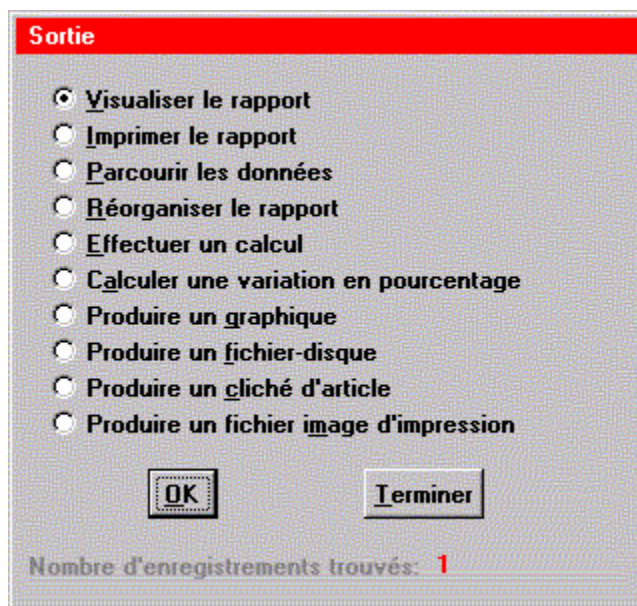 Sortie
Visualiser le rapport
Imprimer le rapport
Parcourir les données
Réorganiser le rapport
Effectuer un calcul
Calculer une variation en pourcentage
Produire un graphique
Produire un fichier-disque
Produire un cliché d'article
Produire un fichier image d'impression
OK Terminer
Nombre d'enregistrements trouvés: 1